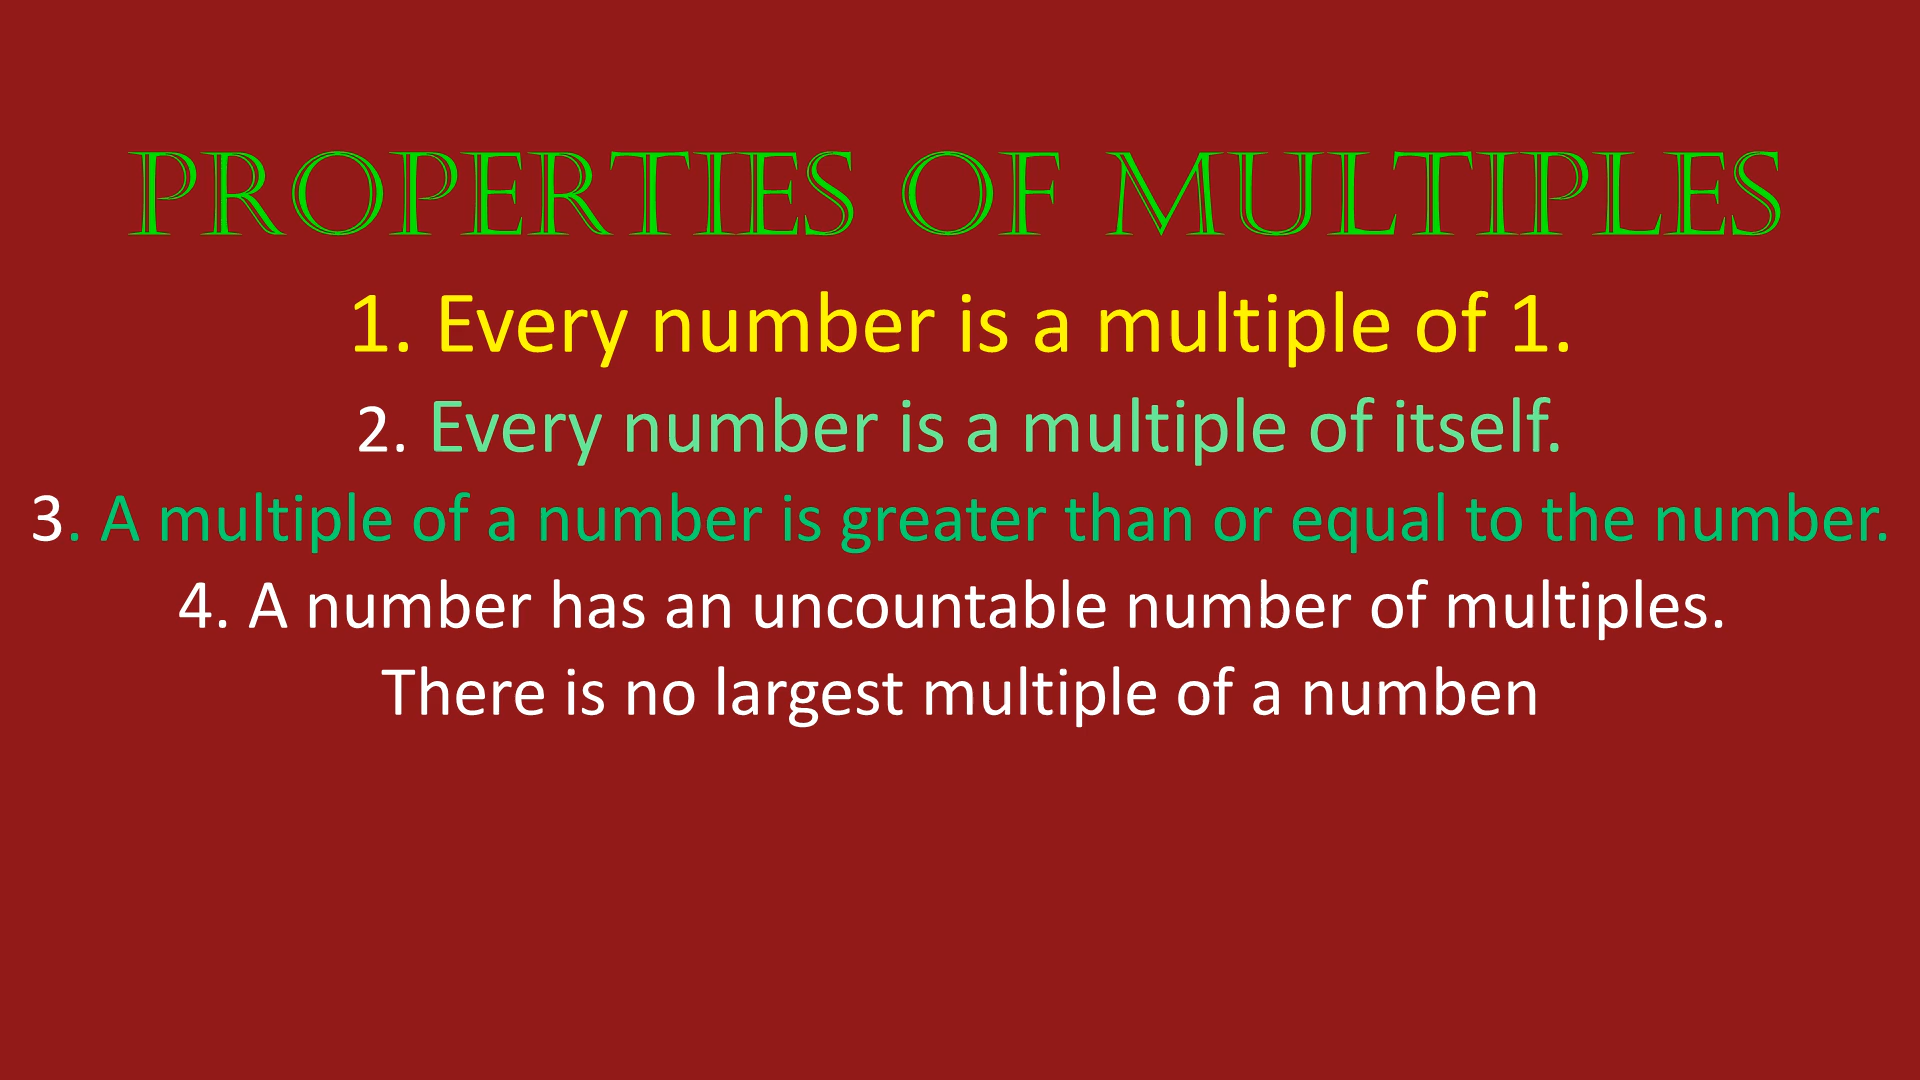 PROPERTIES OF MULTIPLES
1. Every number is a multiple of 1.
2. Every number is a multiple of itself.
3. A multiple of a number is greater than or equal to the number.
4. A number has an uncountable number of multiples.
There is no largest multiple of a numben